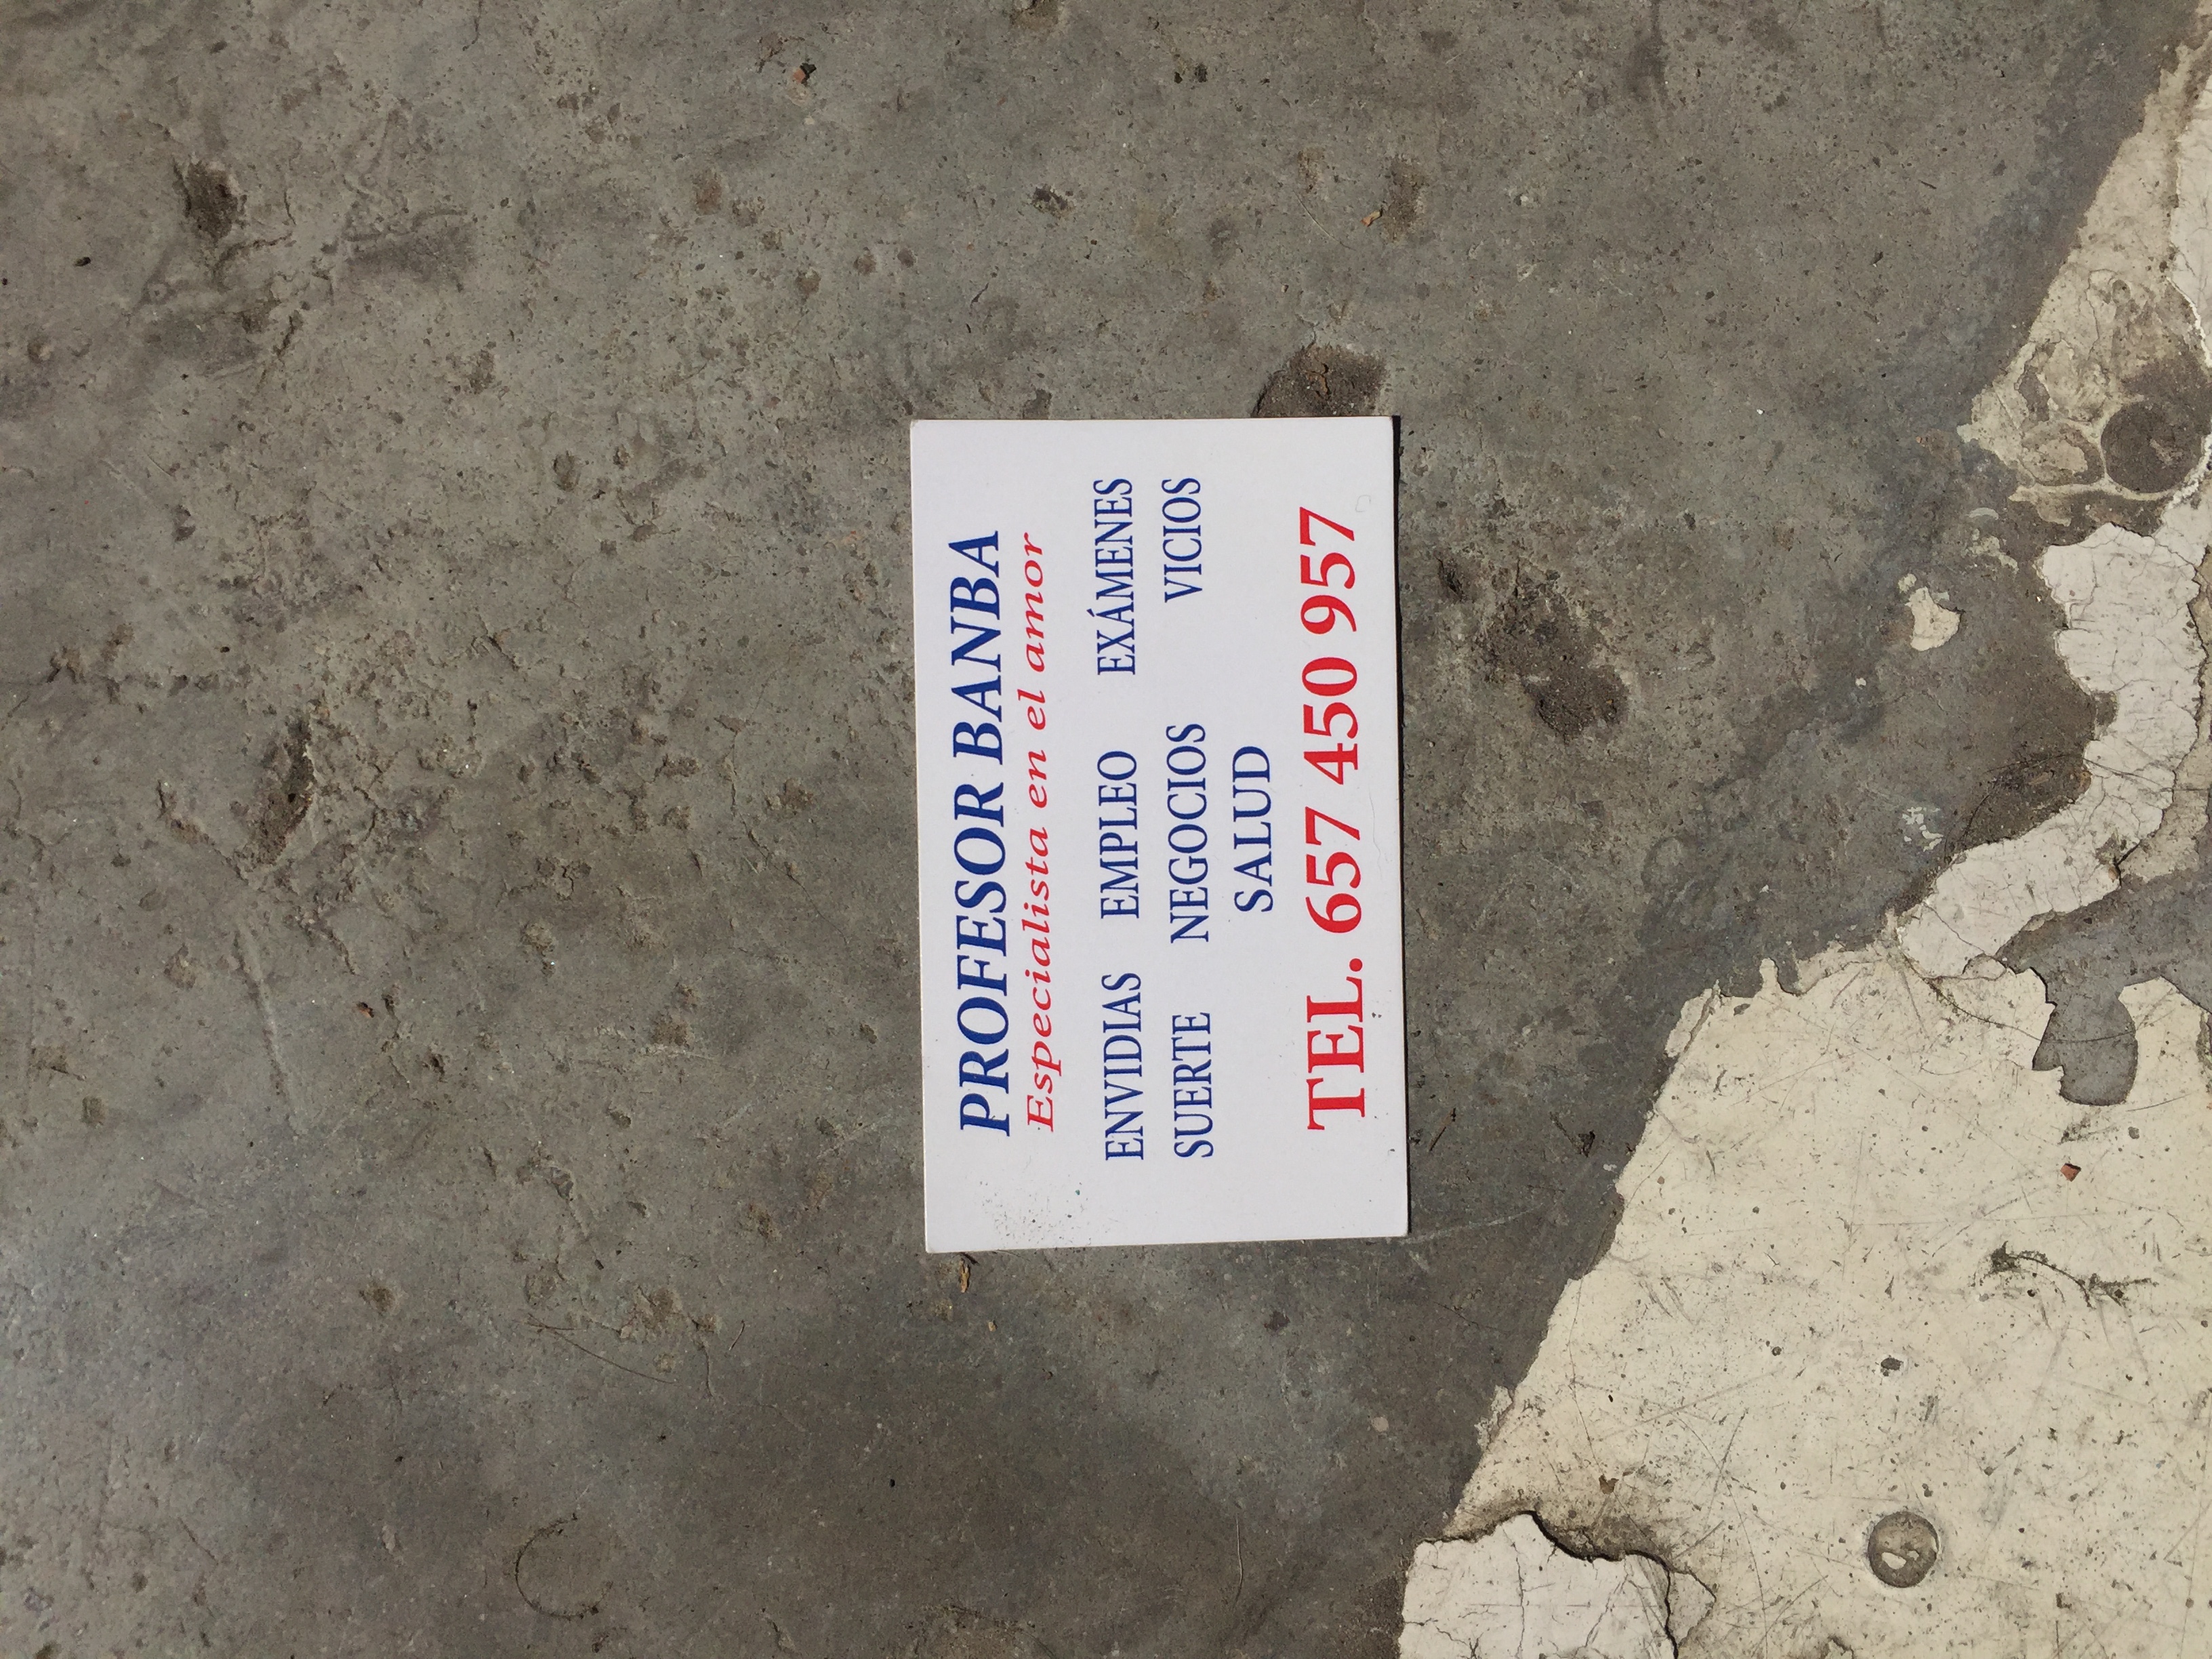 PROFESOR BANBA
Especialista en el amor
ENVIDIAS EMPLEO EXÁMENES
SUERTE NEGOCIOS VICIOS
SALUD
TEL. 657 450 957